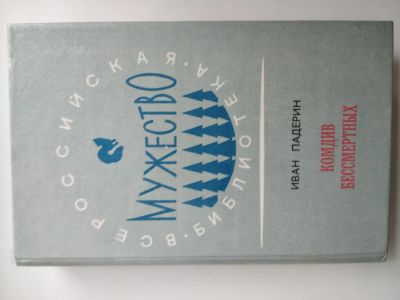 ВСЕРОССИЙСКАЯ БИБЛИОТЕКА
МУЖЕСТВО
ИВАН ПАДЕРИН
КОМДИВ
БЕССМЕРТНЫХ